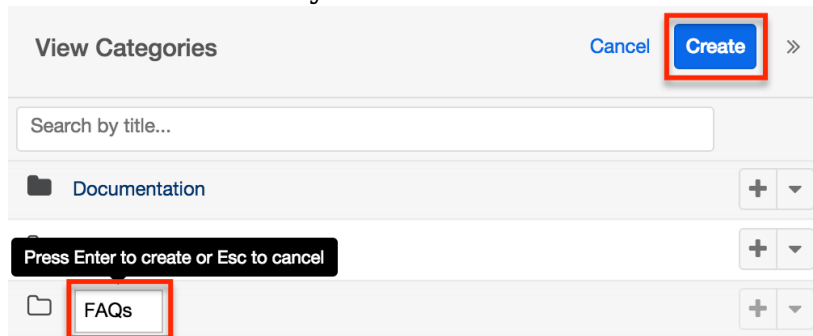 View Categories
Cancel
Create
Search by title...
Documentation
Press Enter to create or Esc to cancel
FAQs